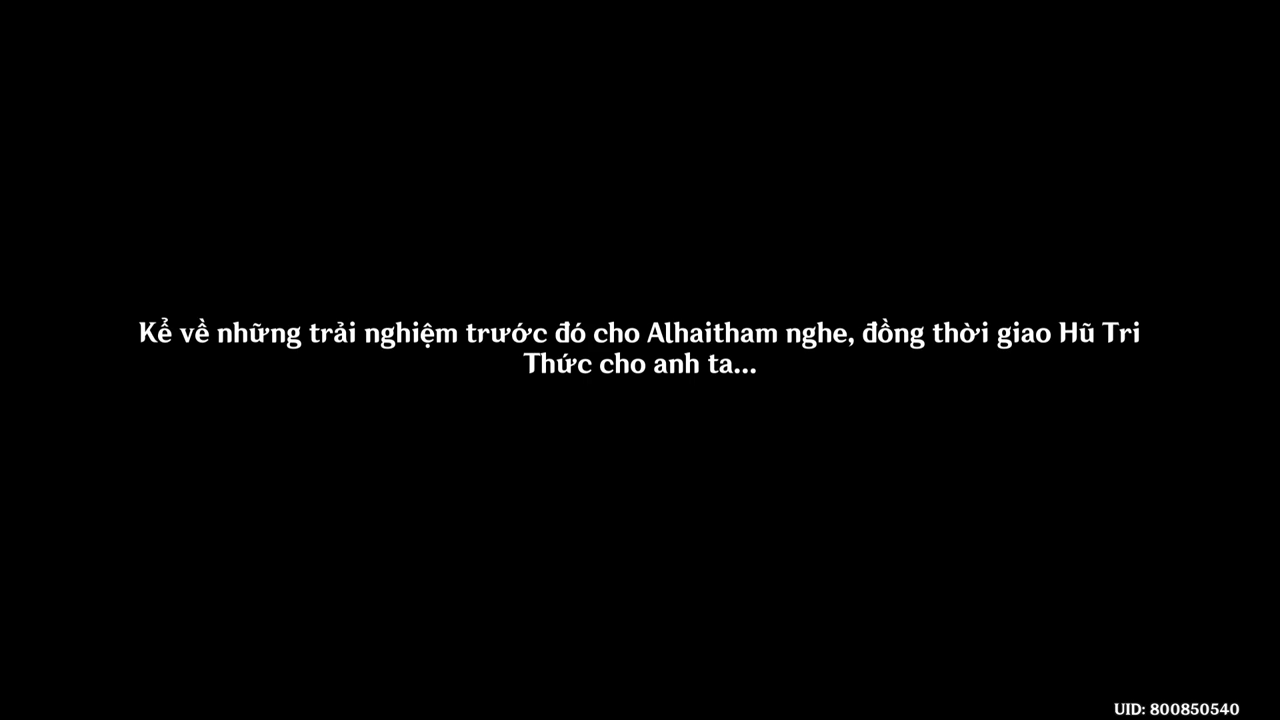 Kể về những trải nghiệm trước đó cho Alhaitham nghe, đồng thời giao Hũ Tri
Thức cho anh ta...
UID: 800850540